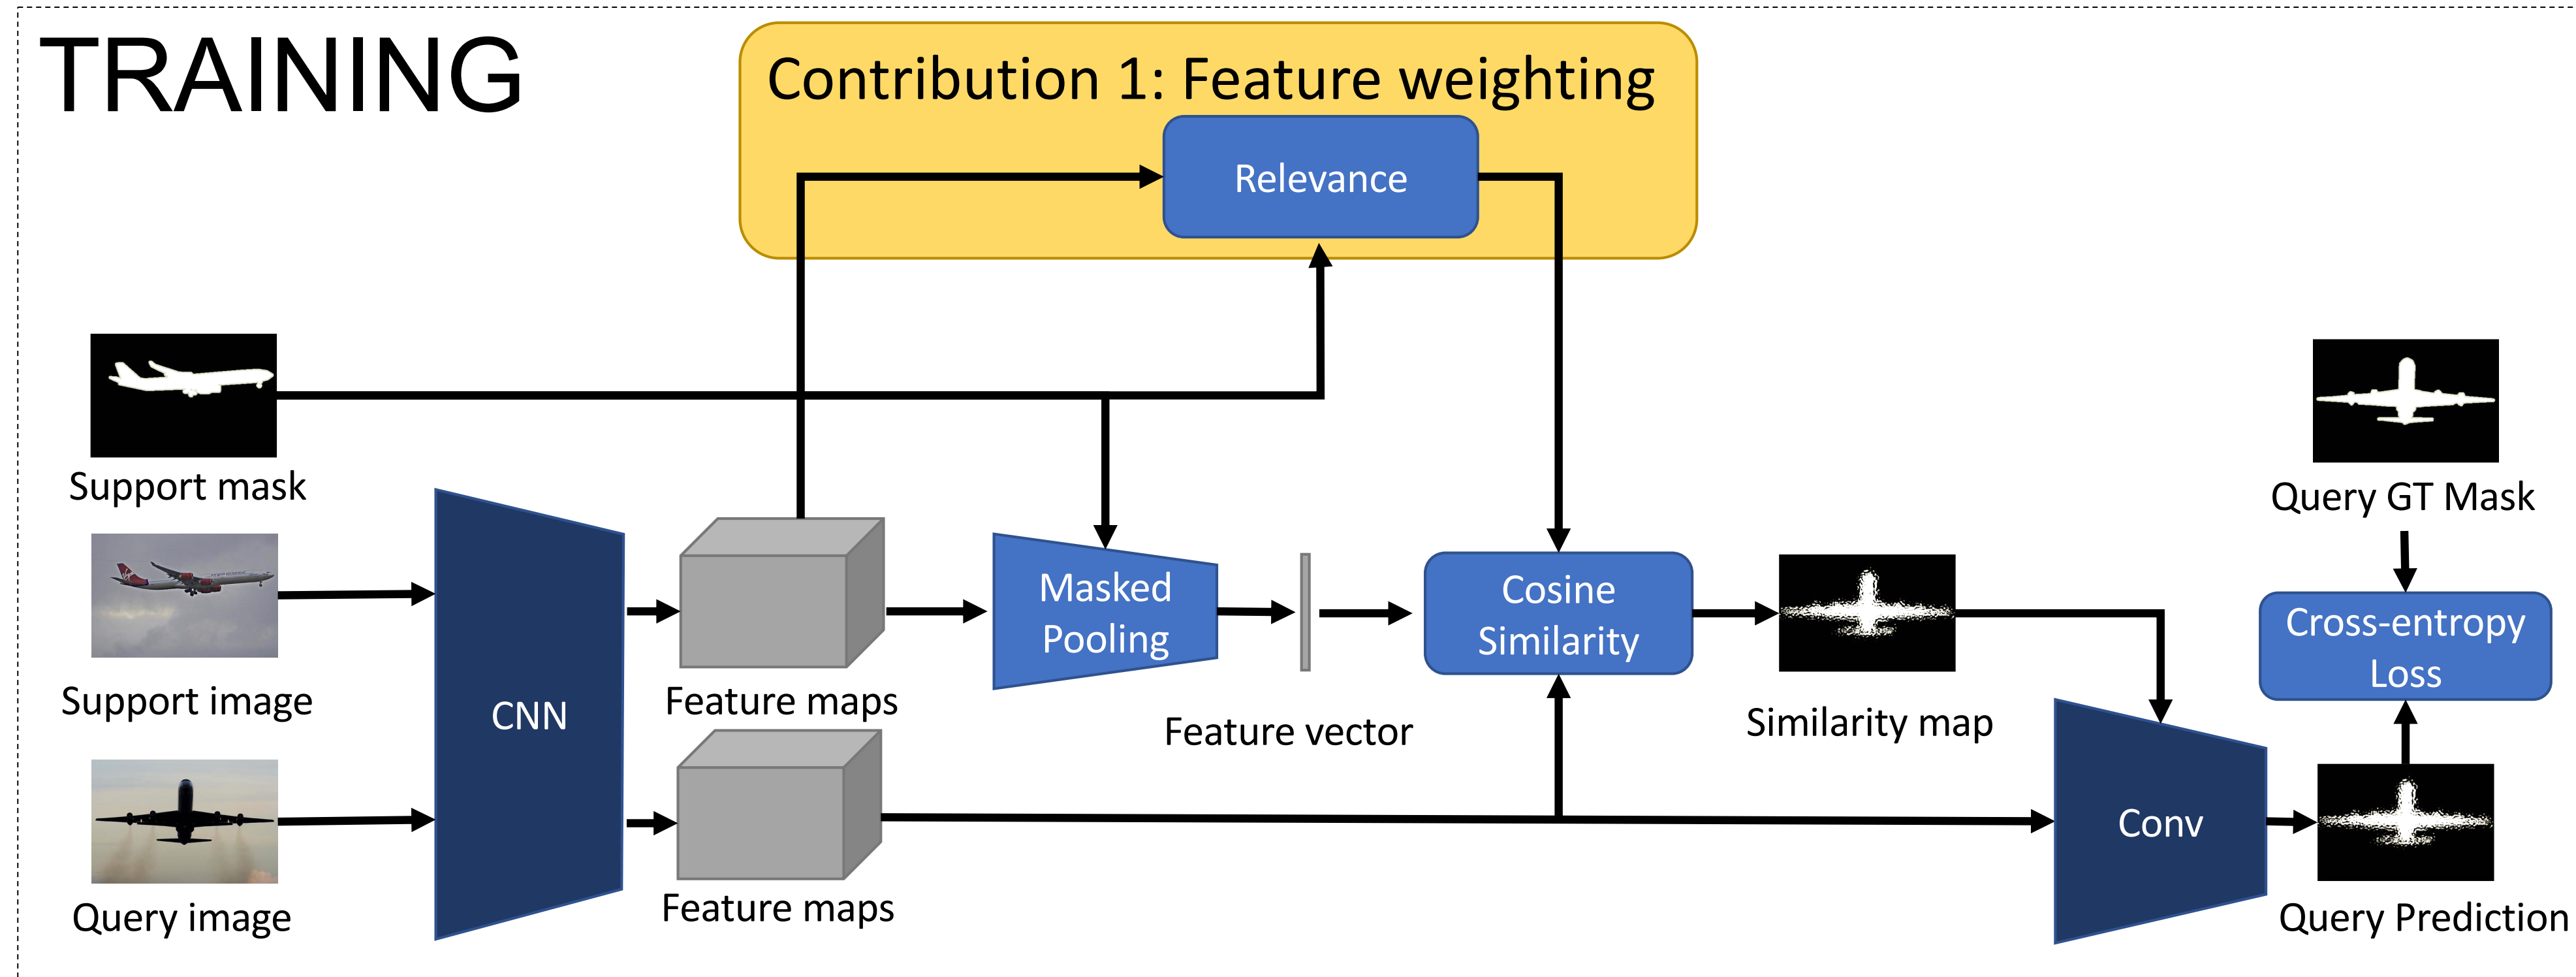 TRAINING
Contribution 1: Feature weighting
Relevance
Support mask
Support image
Query image
CNN
Feature maps
Feature maps
Masked
Pooling
Feature vector
Cosine
Similarity
Similarity map
Conv
Query GT Mask
Cross-entropy
Loss
Query Prediction